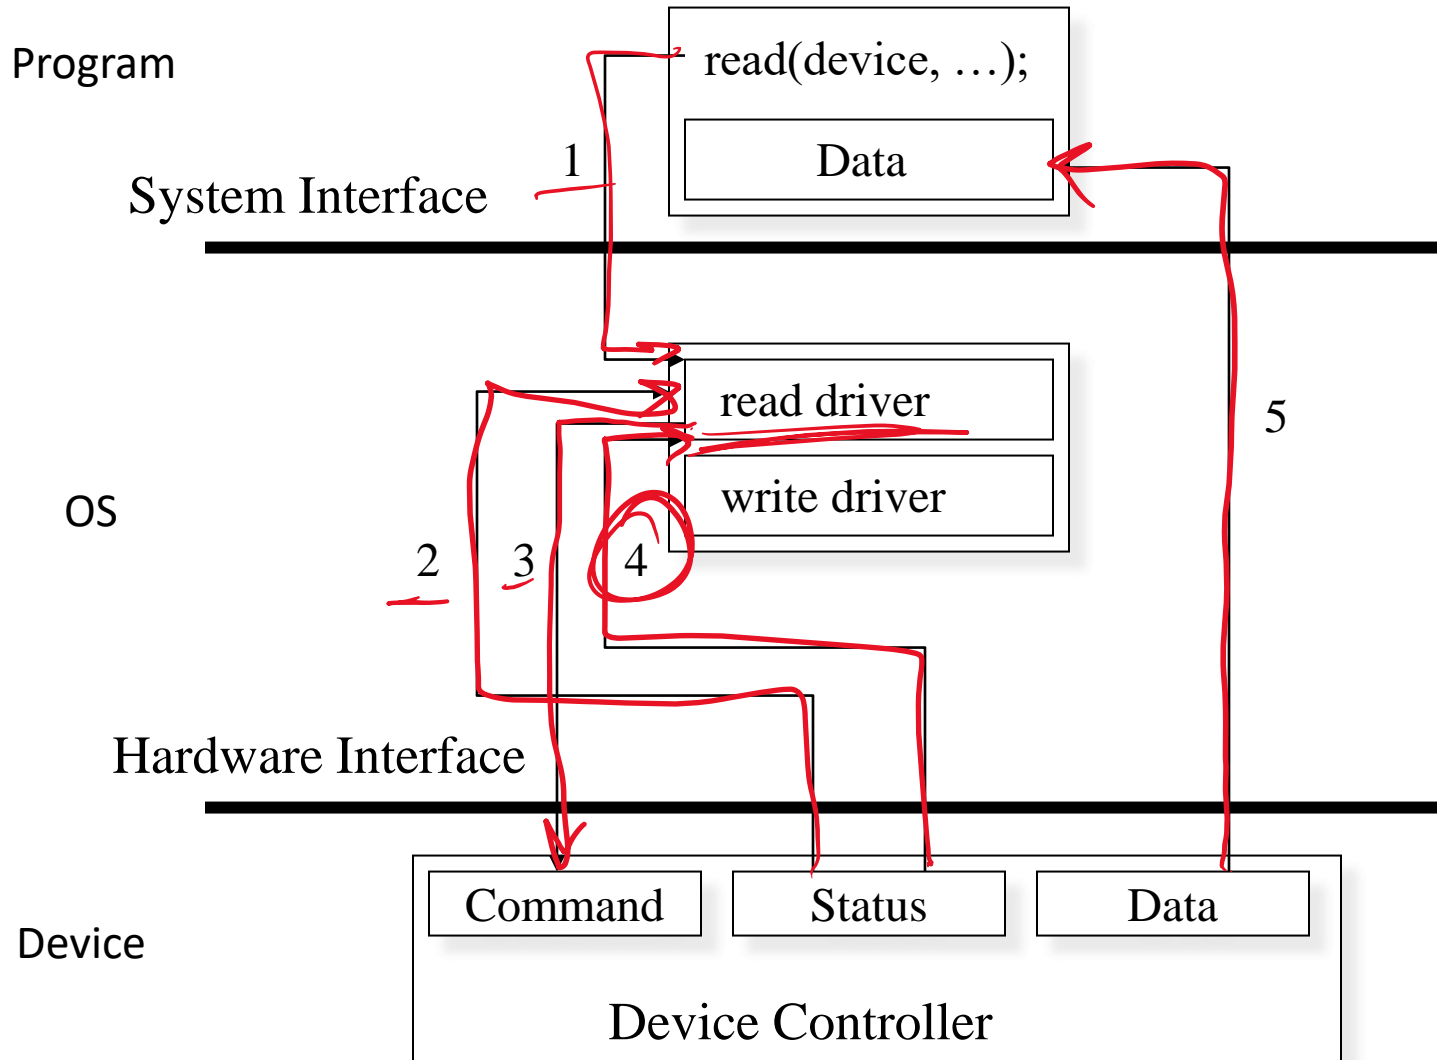 Program
read(device, …);
Data
1
System Interface
read driver
5
write driver
OS
2
3
4
Hardware Interface
Command
Status
Data
Device
Device Controller